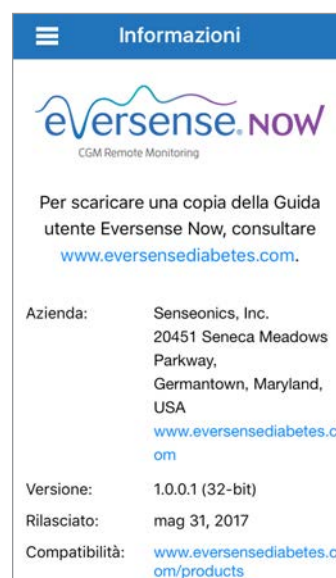 Informazioni
eversense. NOW
CGM Remote Monitoring
Per scaricare una copia della Guida
utente Eversense Now, consultare
www.eversensediabetes.com.
Azienda: Senseonics, Inc.
20451 Seneca Meadows
Parkway,
Germantown, Maryland,
USA
www.eversensediabetes.c
om
Versione: 1.0.0.1 (32-bit)
Rilasciato: mag 31, 2017
Compatibilità: www.eversensediabetes.c
om/products